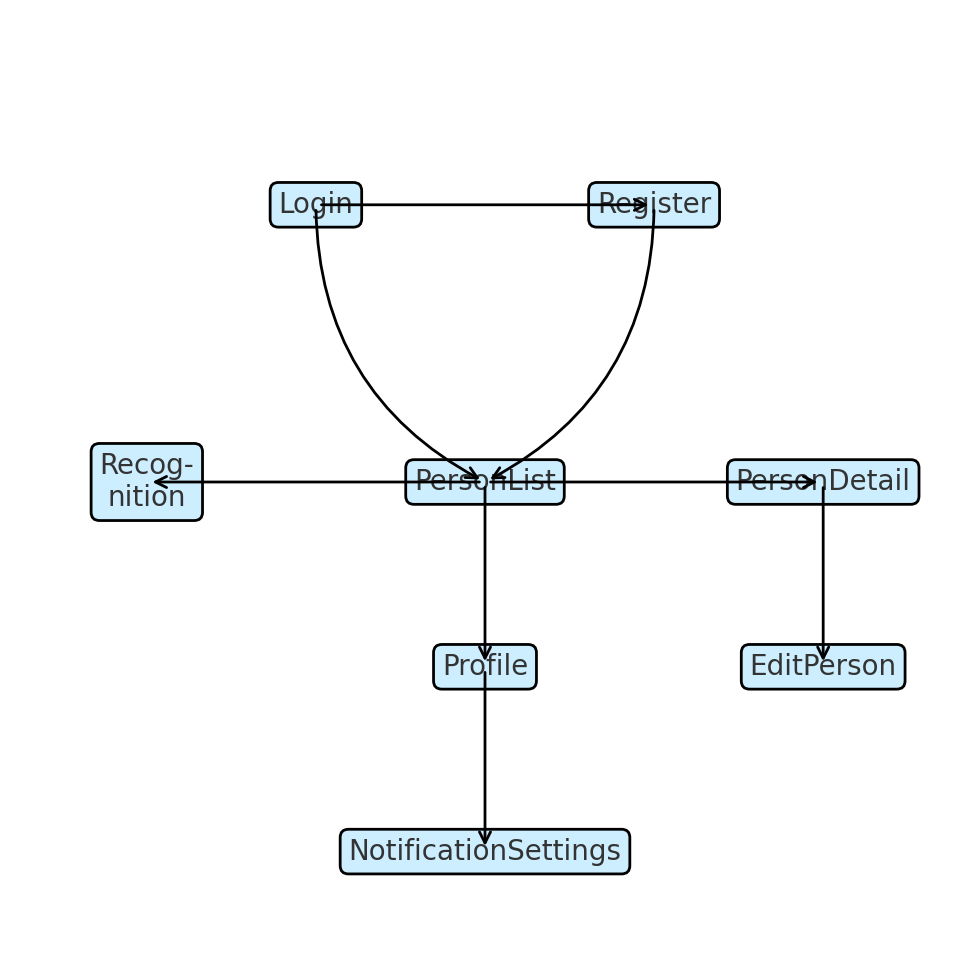 Login
Register
Recog-
nition
PersonList
PersonDetail
Profile
EditPerson
NotificationSettings